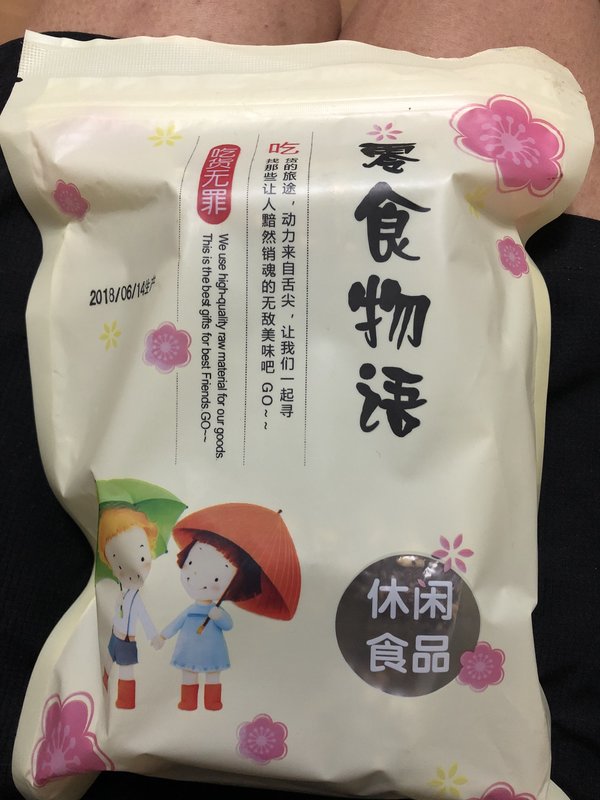 零食物语
吃货的旅途，动力来自舌尖，让我们一起寻
找那些让人黯然销魂的无敌美味吧 GO~~
吃货无罪
We use high-quality raw material for our goods.
This is the best gifts for best Friends GO~~
2018/06/14生产
休闲
食品